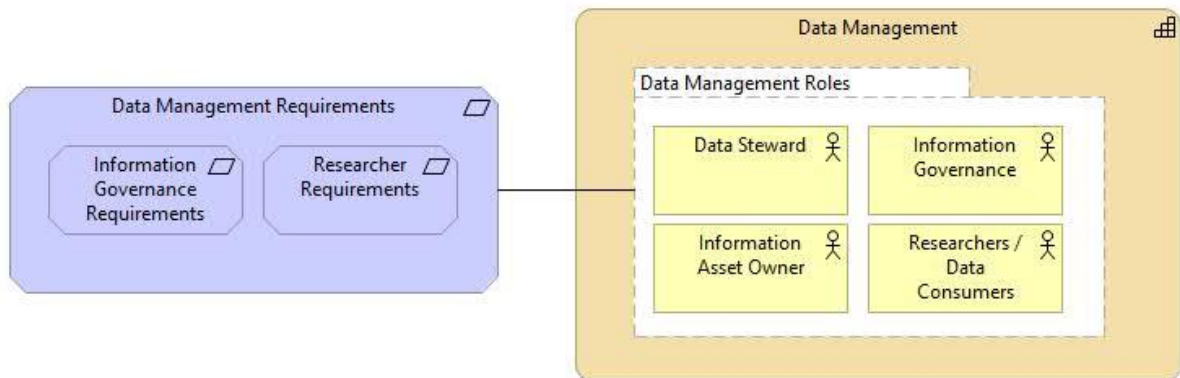 Data Management
Data Management Requirements
Information
Governance
Requirements
Researcher
Requirements
Data Management Roles
Data Steward
Information
Governance
Information
Asset Owner
Researchers /
Data
Consumers